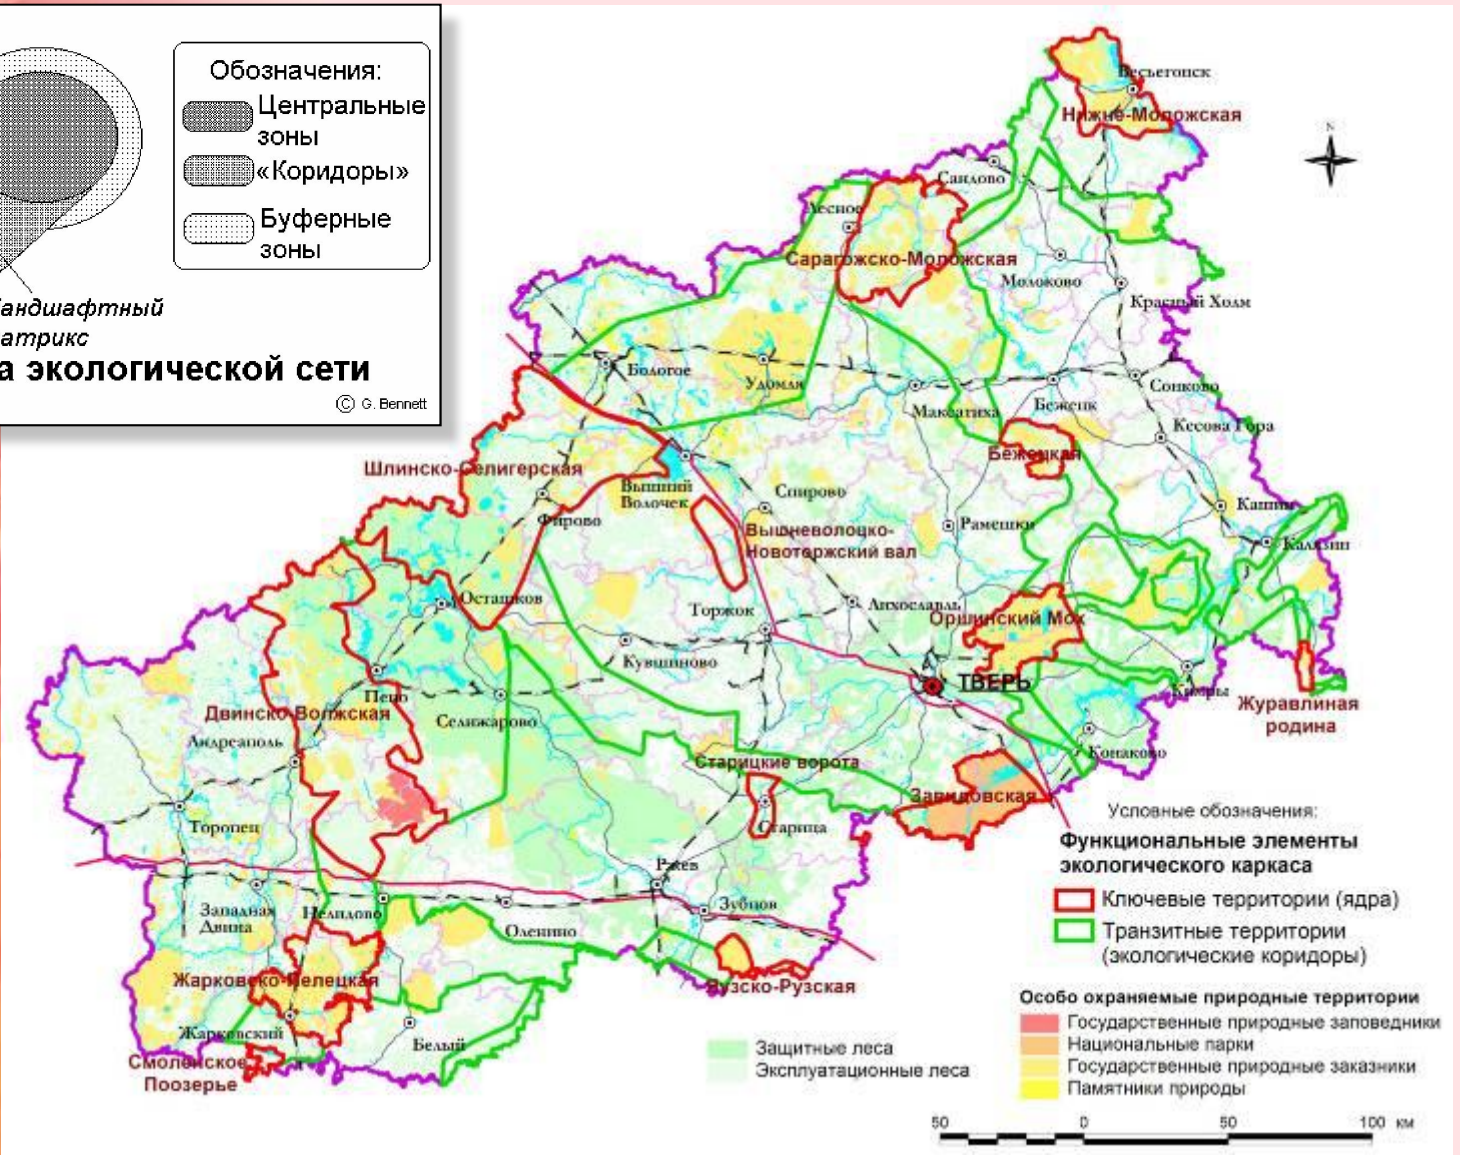 Обозначения:
Центральные
зоны
«Коридоры»
Буферные
зоны
андшафтный
атрикс
а экологической сети
© G. Bennett
Весьегонск
Нижне-Моложская
N
Сандово
Лесное
Сарагожско-Моложская
Молоково
Красный Холм
Бологое
Удомля
Максатиха
Бежецк
Сонково
Кесова Гора
Бежецкая
Шлинско-Селигерская
Вышний
Волочек
Спирово
Фирово
Вышневолоцко-
Новоторжский вал
Рамешки
Кашин
Калязин
Осташков
Торжок
Лихославль
Оршинский Мох
Кувшиново
ТВЕРЬ
Кимры
Журавлиная
родина
Пено
Двинско-Волжская
Селижарово
Андреаполь
Конаково
Старицкие ворота
Завидовская
Старица
Торопец
Ржев
Зубцов
Западная
Двина
Нелидово
Оленино
Жарковско-Пелецкая
Яузско-Рузская
Жарковский
Белый
Смоленское
Поозерье
Условные обозначения:
Функциональные элементы
экологического каркаса
Ключевые территории (ядра)
Транзитные территории
(экологические коридоры)
Особо охраняемые природные территории
Государственные природные заповедники
Национальные парки
Государственные природные заказники
Памятники природы
Защитные леса
Эксплуатационные леса
50 0 50 100 км